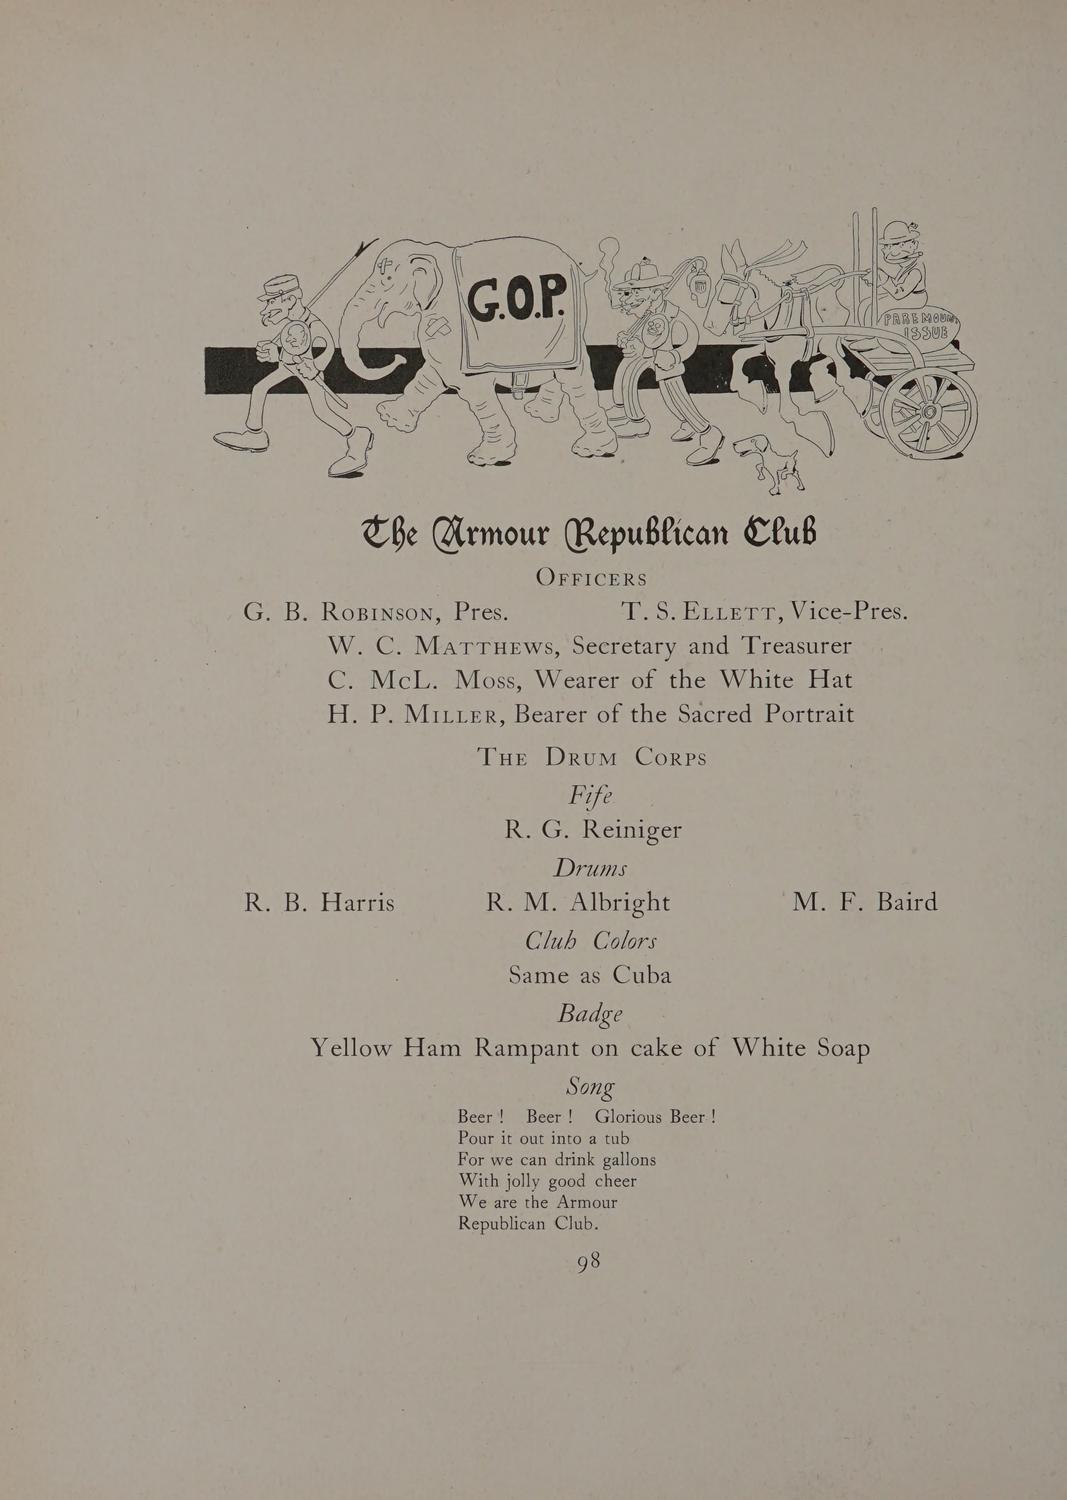 G.O.P.
PAREMOUNT
ISSUE
The Armour Republican Club
OFFICERS
G. B. ROBINSON, Pres. T. S. ELLETT, Vice-Pres.
W. C. MATTHEWS, Secretary and Treasurer
C. McL. Moss, Wearer of the White Hat
H. P. MILLER, Bearer of the Sacred Portrait
THE DRUM CORPS
Fife
R. G. Reiniger
Drums
R. B. Harris R. M. Albright M. F. Baird
Club Colors
Same as Cuba
Badge
Yellow Ham Rampant on cake of White Soap
Song
Beer! Beer! Glorious Beer!
Pour it out into a tub
For we can drink gallons
With jolly good cheer
We are the Armour
Republican Club.
98